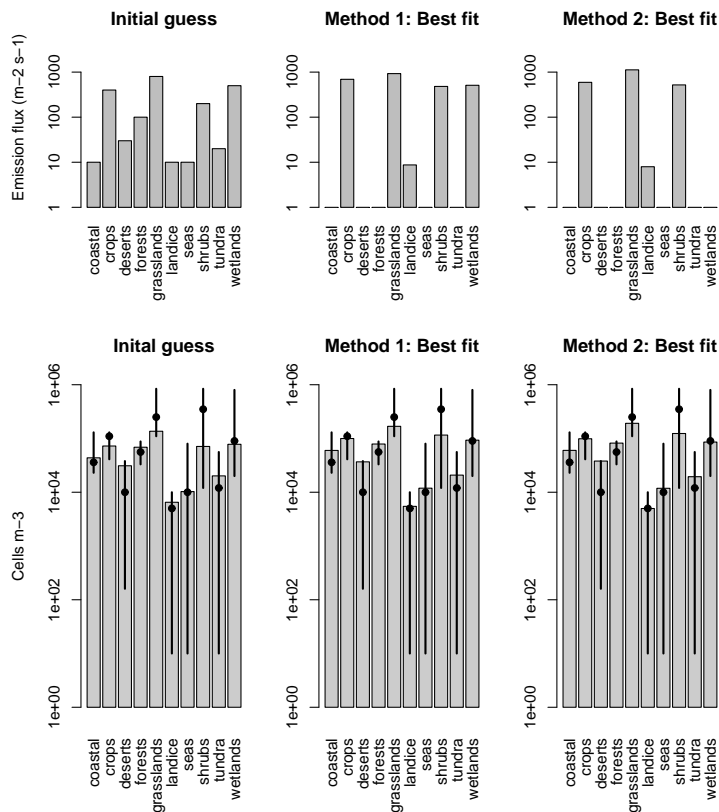 Initial guess
Method 1: Best fit
Method 2: Best fit
Emission flux (m−2 s−1)
1 10 100 1000
1 10 100 1000
1 10 100 1000
coastal crops deserts forests grasslands landice seas shrubs tundra wetlands
coastal crops deserts forests grasslands landice seas shrubs tundra wetlands
coastal crops deserts forests grasslands landice seas shrubs tundra wetlands
Inital guess
Method 1: Best fit
Method 2: Best fit
Cells m−3
1e+00 1e+02 1e+04 1e+06
1e+00 1e+02 1e+04 1e+06
1e+00 1e+02 1e+04 1e+06
coastal crops deserts forests grasslands landice seas shrubs tundra wetlands
coastal crops deserts forests grasslands landice seas shrubs tundra wetlands
coastal crops deserts forests grasslands landice seas shrubs tundra wetlands